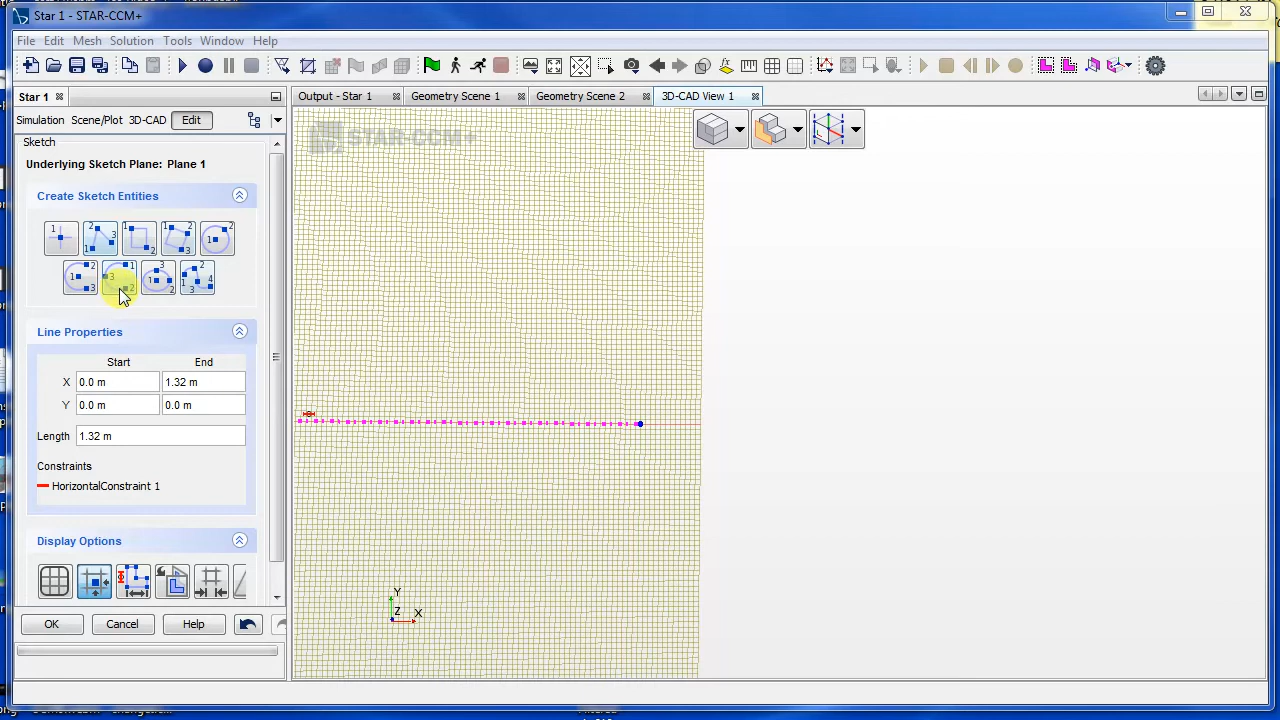 Star 1 - STAR-CCM+
File Edit Mesh Solution Tools Window Help
Star 1
Output - Star 1 Geometry Scene 1 Geometry Scene 2 3D-CAD View 1
Simulation Scene/Plot 3D-CAD Edit
STAR-CCM+
Sketch
Underlying Sketch Plane: Plane 1
Create Sketch Entities
Line Properties
Start End
X 0.0 m 1.32 m
Y 0.0 m 0.0 m
Length 1.32 m
Constraints
HorizontalConstraint 1
Display Options
Y
Z X
OK Cancel Help